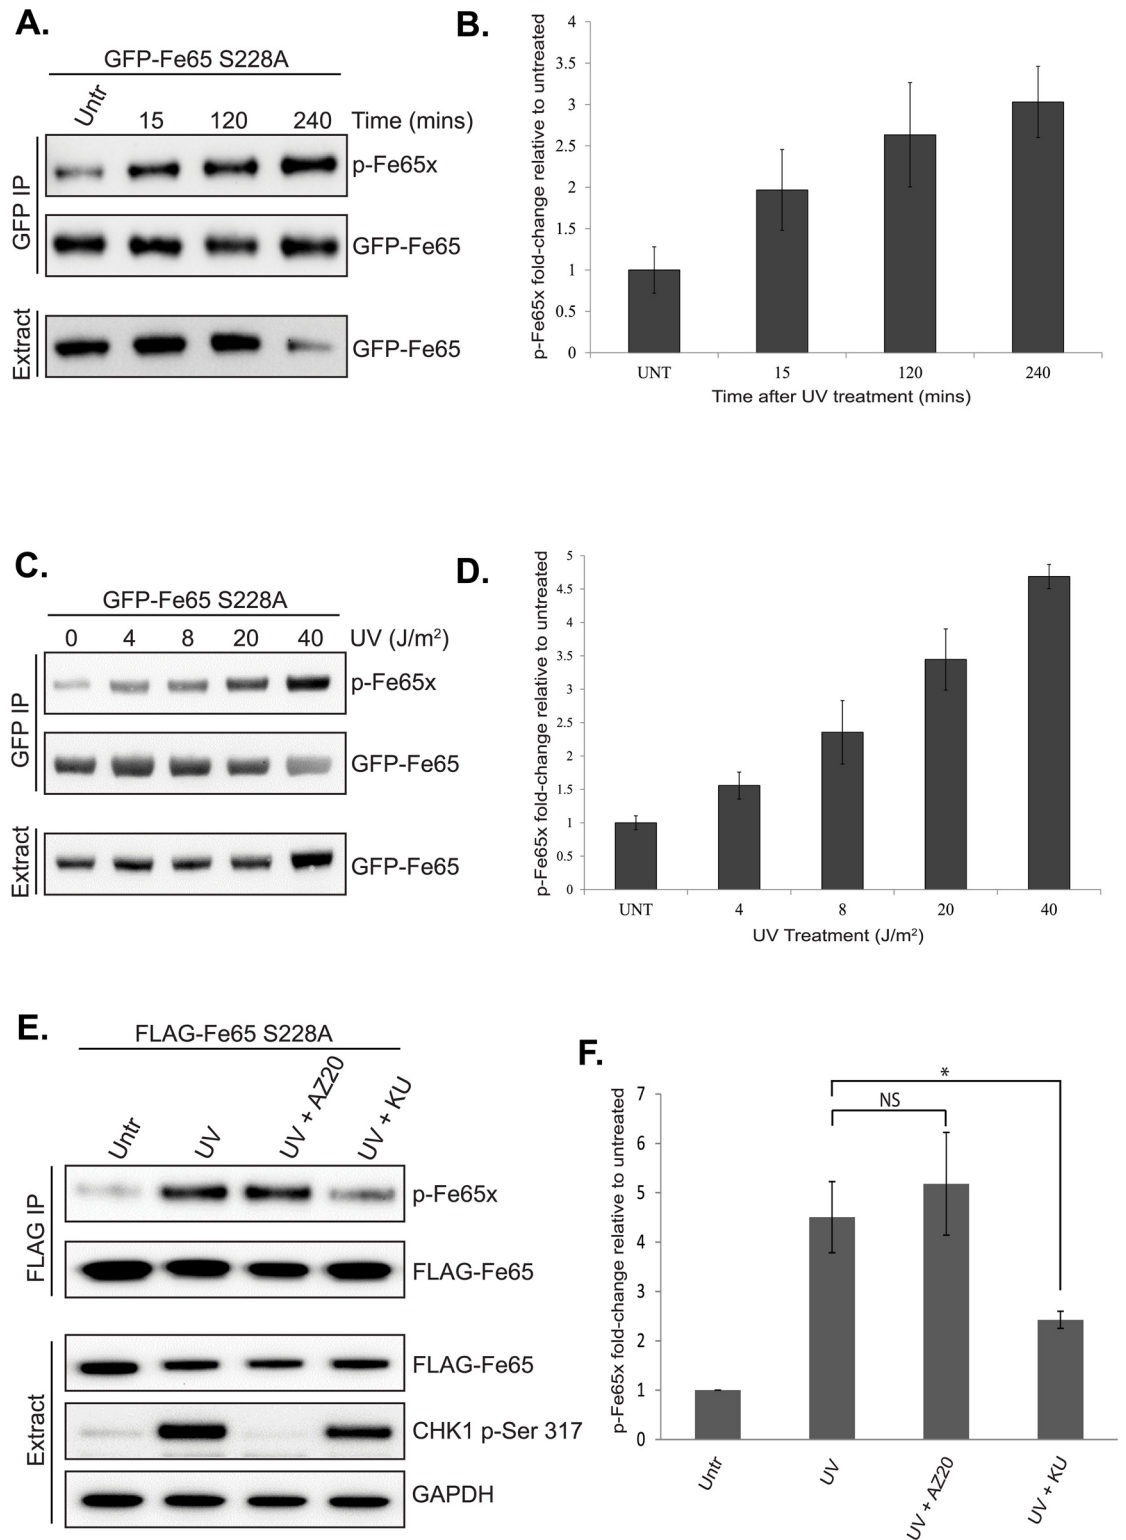 A.
GFP-Fe65 S228A
Untr 15 120 240 Time (mins)
GFP IP
p-Fe65x
GFP-Fe65
Extract
GFP-Fe65
B.
p-Fe65x fold-change relative to untreated
4
3.5
3
2.5
2
1.5
1
0.5
0
UNT 15 120 240
Time after UV treatment (mins)
C.
GFP-Fe65 S228A
0 4 8 20 40 UV (J/m²)
GFP IP
p-Fe65x
GFP-Fe65
Extract
GFP-Fe65
D.
p-Fe65x fold-change relative to untreated
5
4.5
4
3.5
3
2.5
2
1.5
1
0.5
0
UNT 4 8 20 40
UV Treatment (J/m²)
E.
FLAG-Fe65 S228A
Untr UV UV + AZ20 UV + KU
FLAG IP
p-Fe65x
FLAG-Fe65
Extract
FLAG-Fe65
CHK1 p-Ser 317
GAPDH
F.
p-Fe65x fold-change relative to untreated
7
6
5
4
3
2
1
0
*
NS
Untr UV UV + AZ20 UV + KU